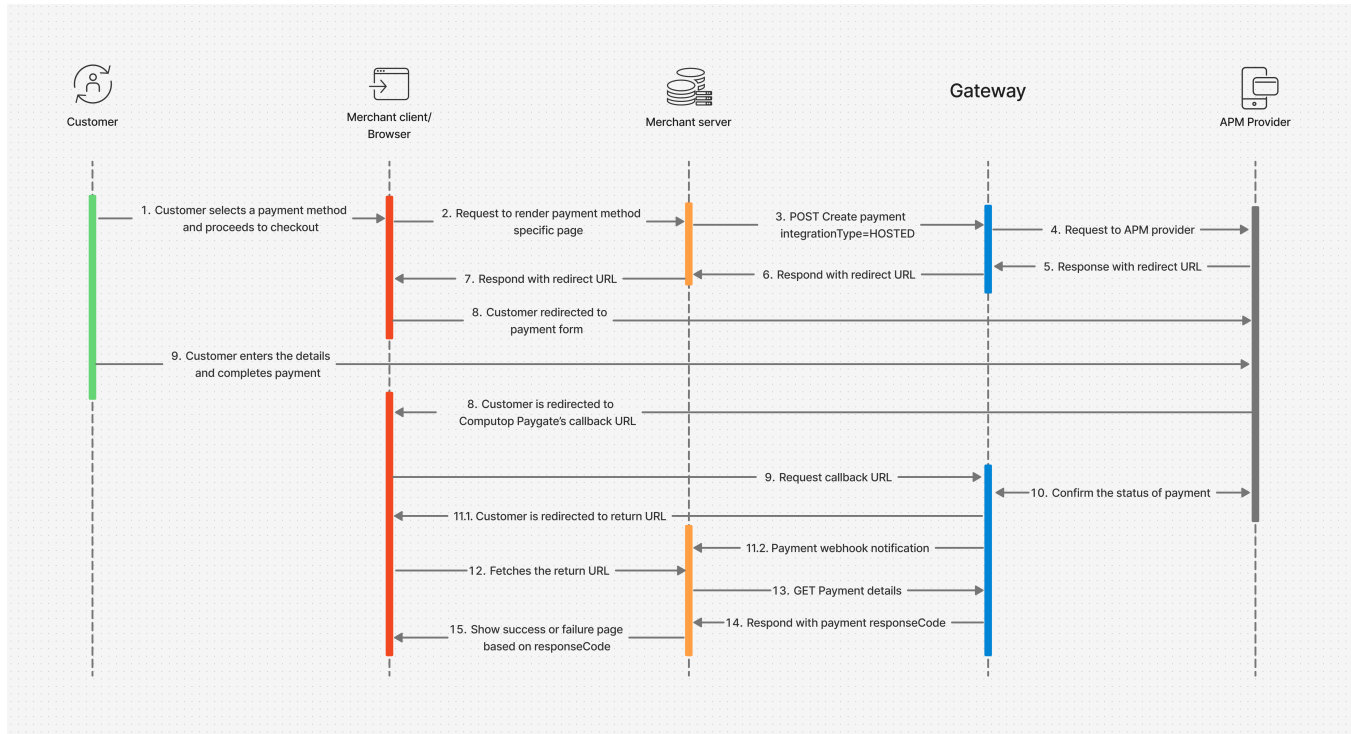 Gateway
Customer
Merchant client/
Browser
Merchant server
APM Provider
1. Customer selects a payment method
and proceeds to checkout
2. Request to render payment method
specific page
3. POST Create payment
integrationType=HOSTED
4. Request to APM provider
5. Response with redirect URL
6. Respond with redirect URL
7. Respond with redirect URL
8. Customer redirected to
payment form
9. Customer enters the details
and completes payment
8. Customer is redirected to
Computop Paygate's callback URL
9. Request callback URL
10. Confirm the status of payment
11.1. Customer is redirected to return URL
11.2. Payment webhook notification
12. Fetches the return URL
13. GET Payment details
14. Respond with payment responseCode
15. Show success or failure page
based on responseCode